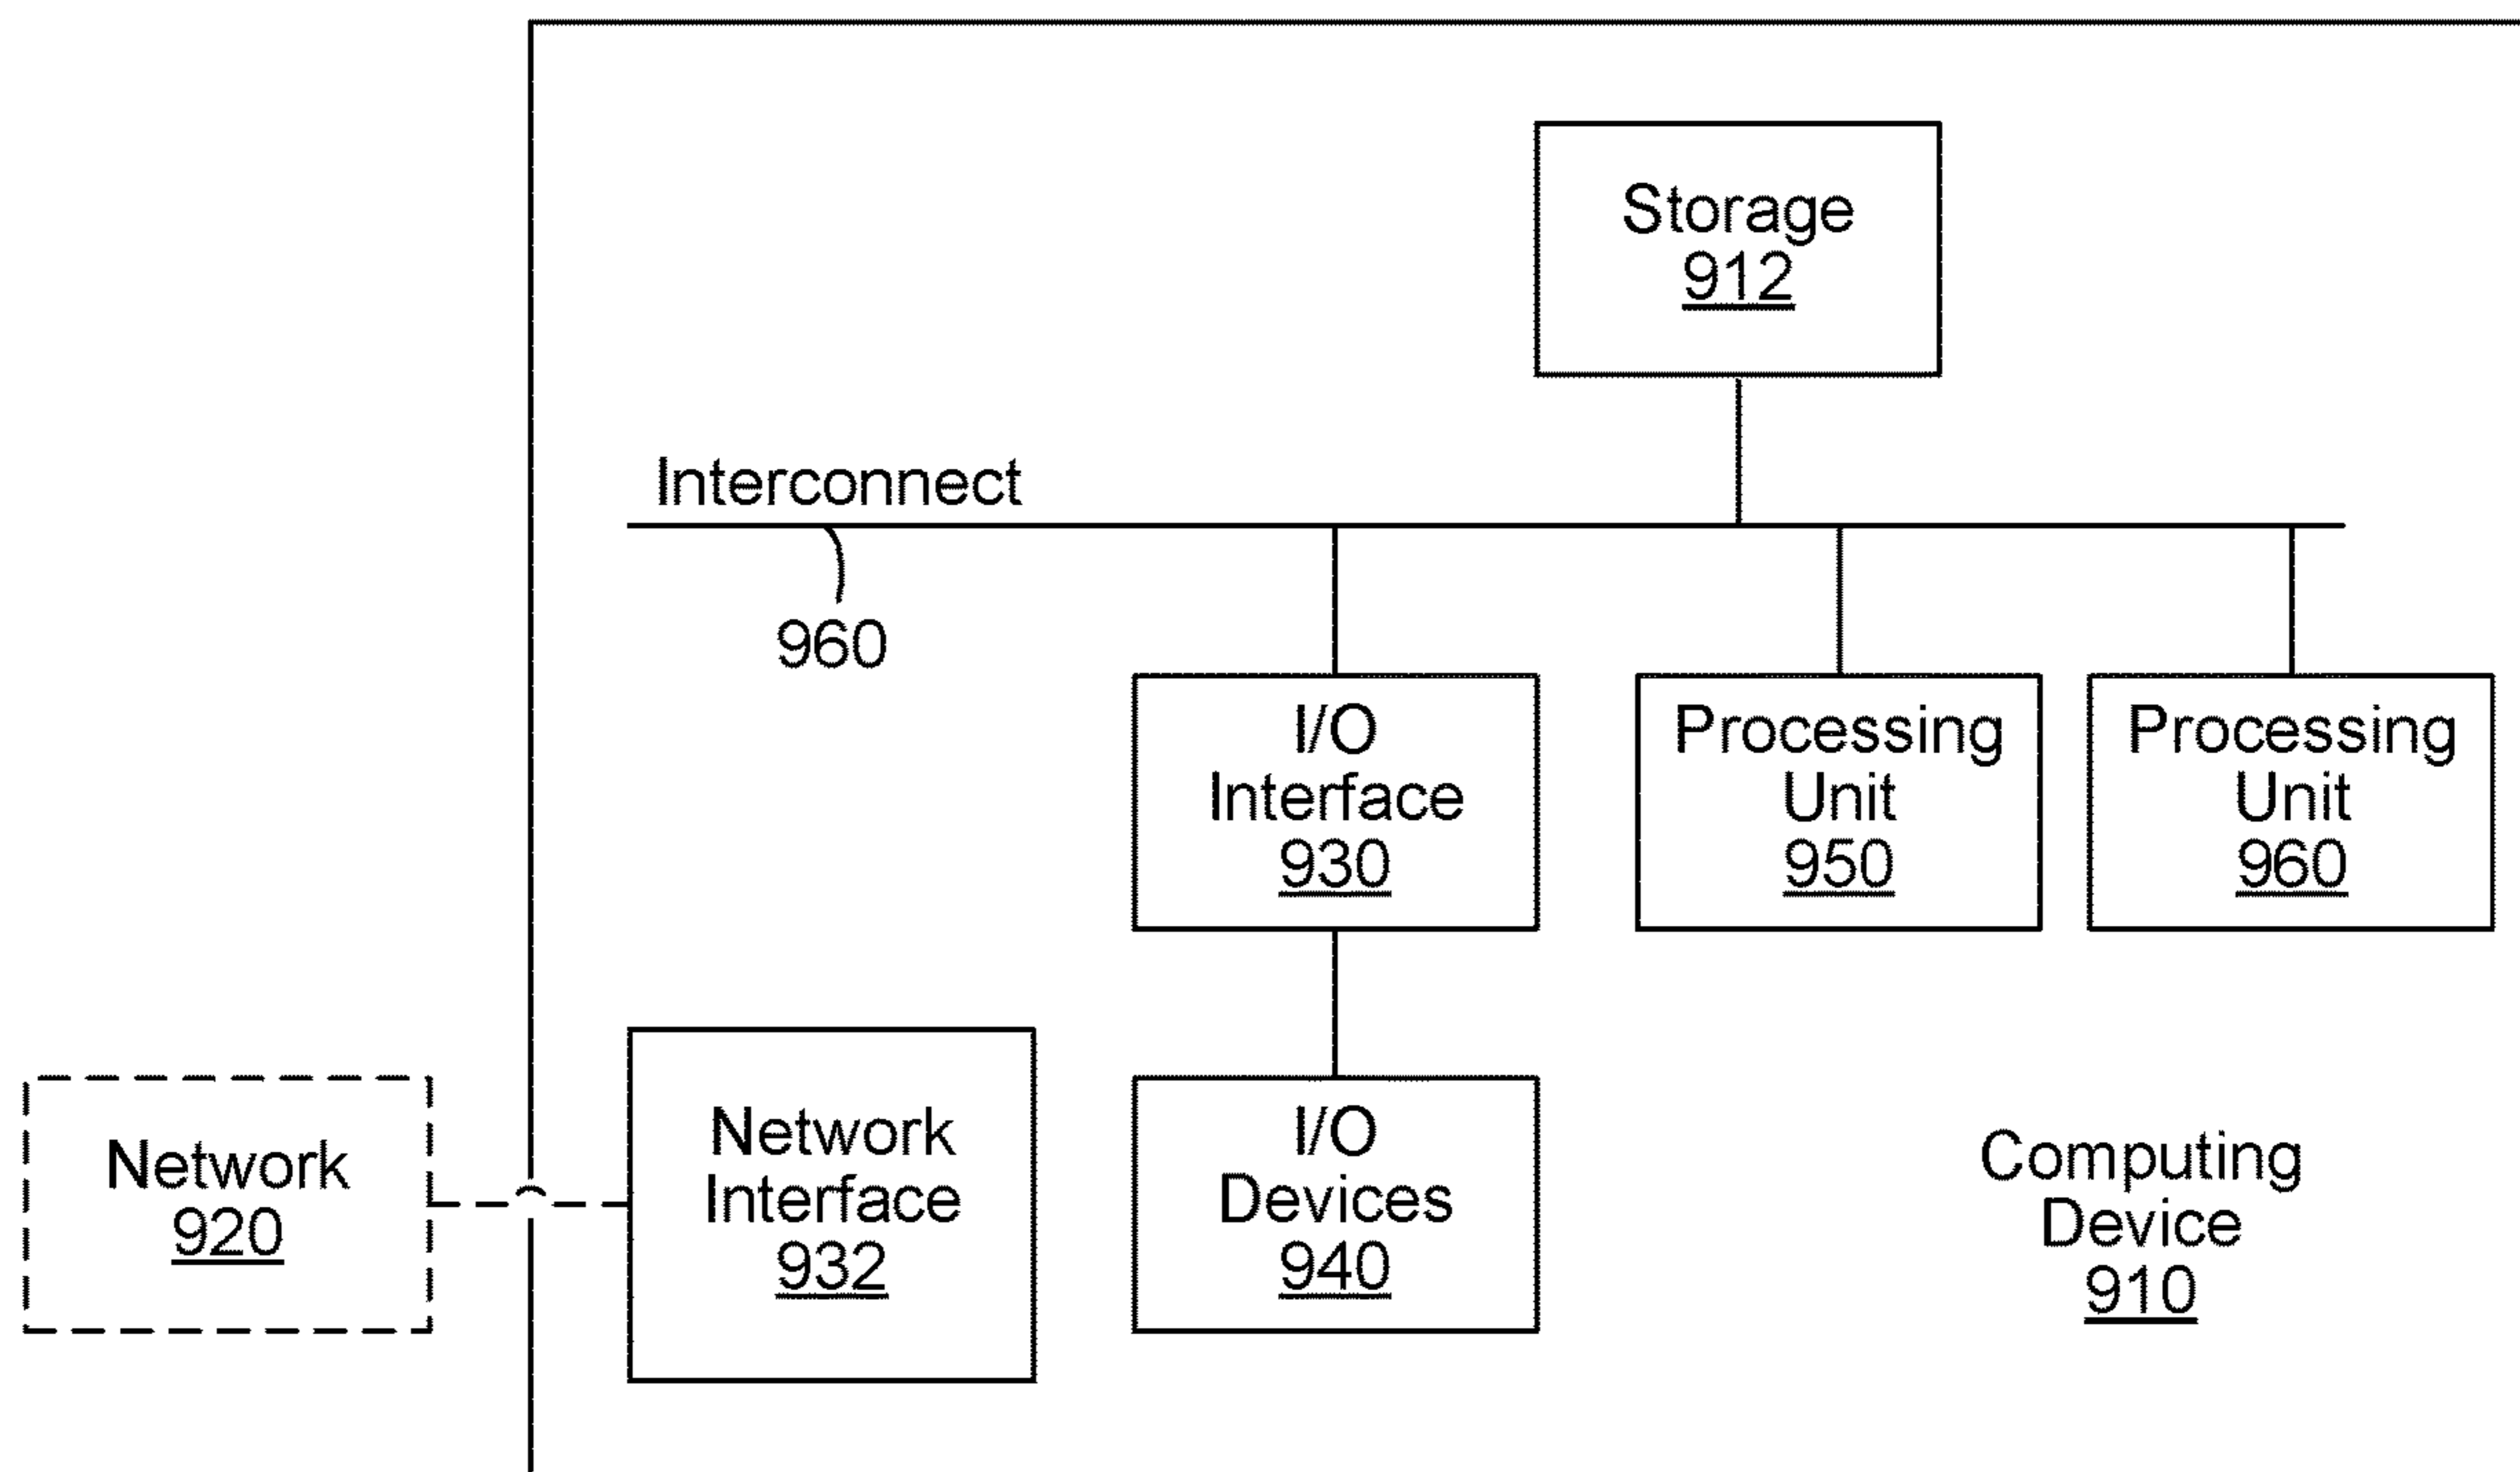 Storage
912
Interconnect
960
I/O
Interface
930
Processing
Unit
950
Processing
Unit
960
Network
920
Network
Interface
932
I/O
Devices
940
Computing
Device
910